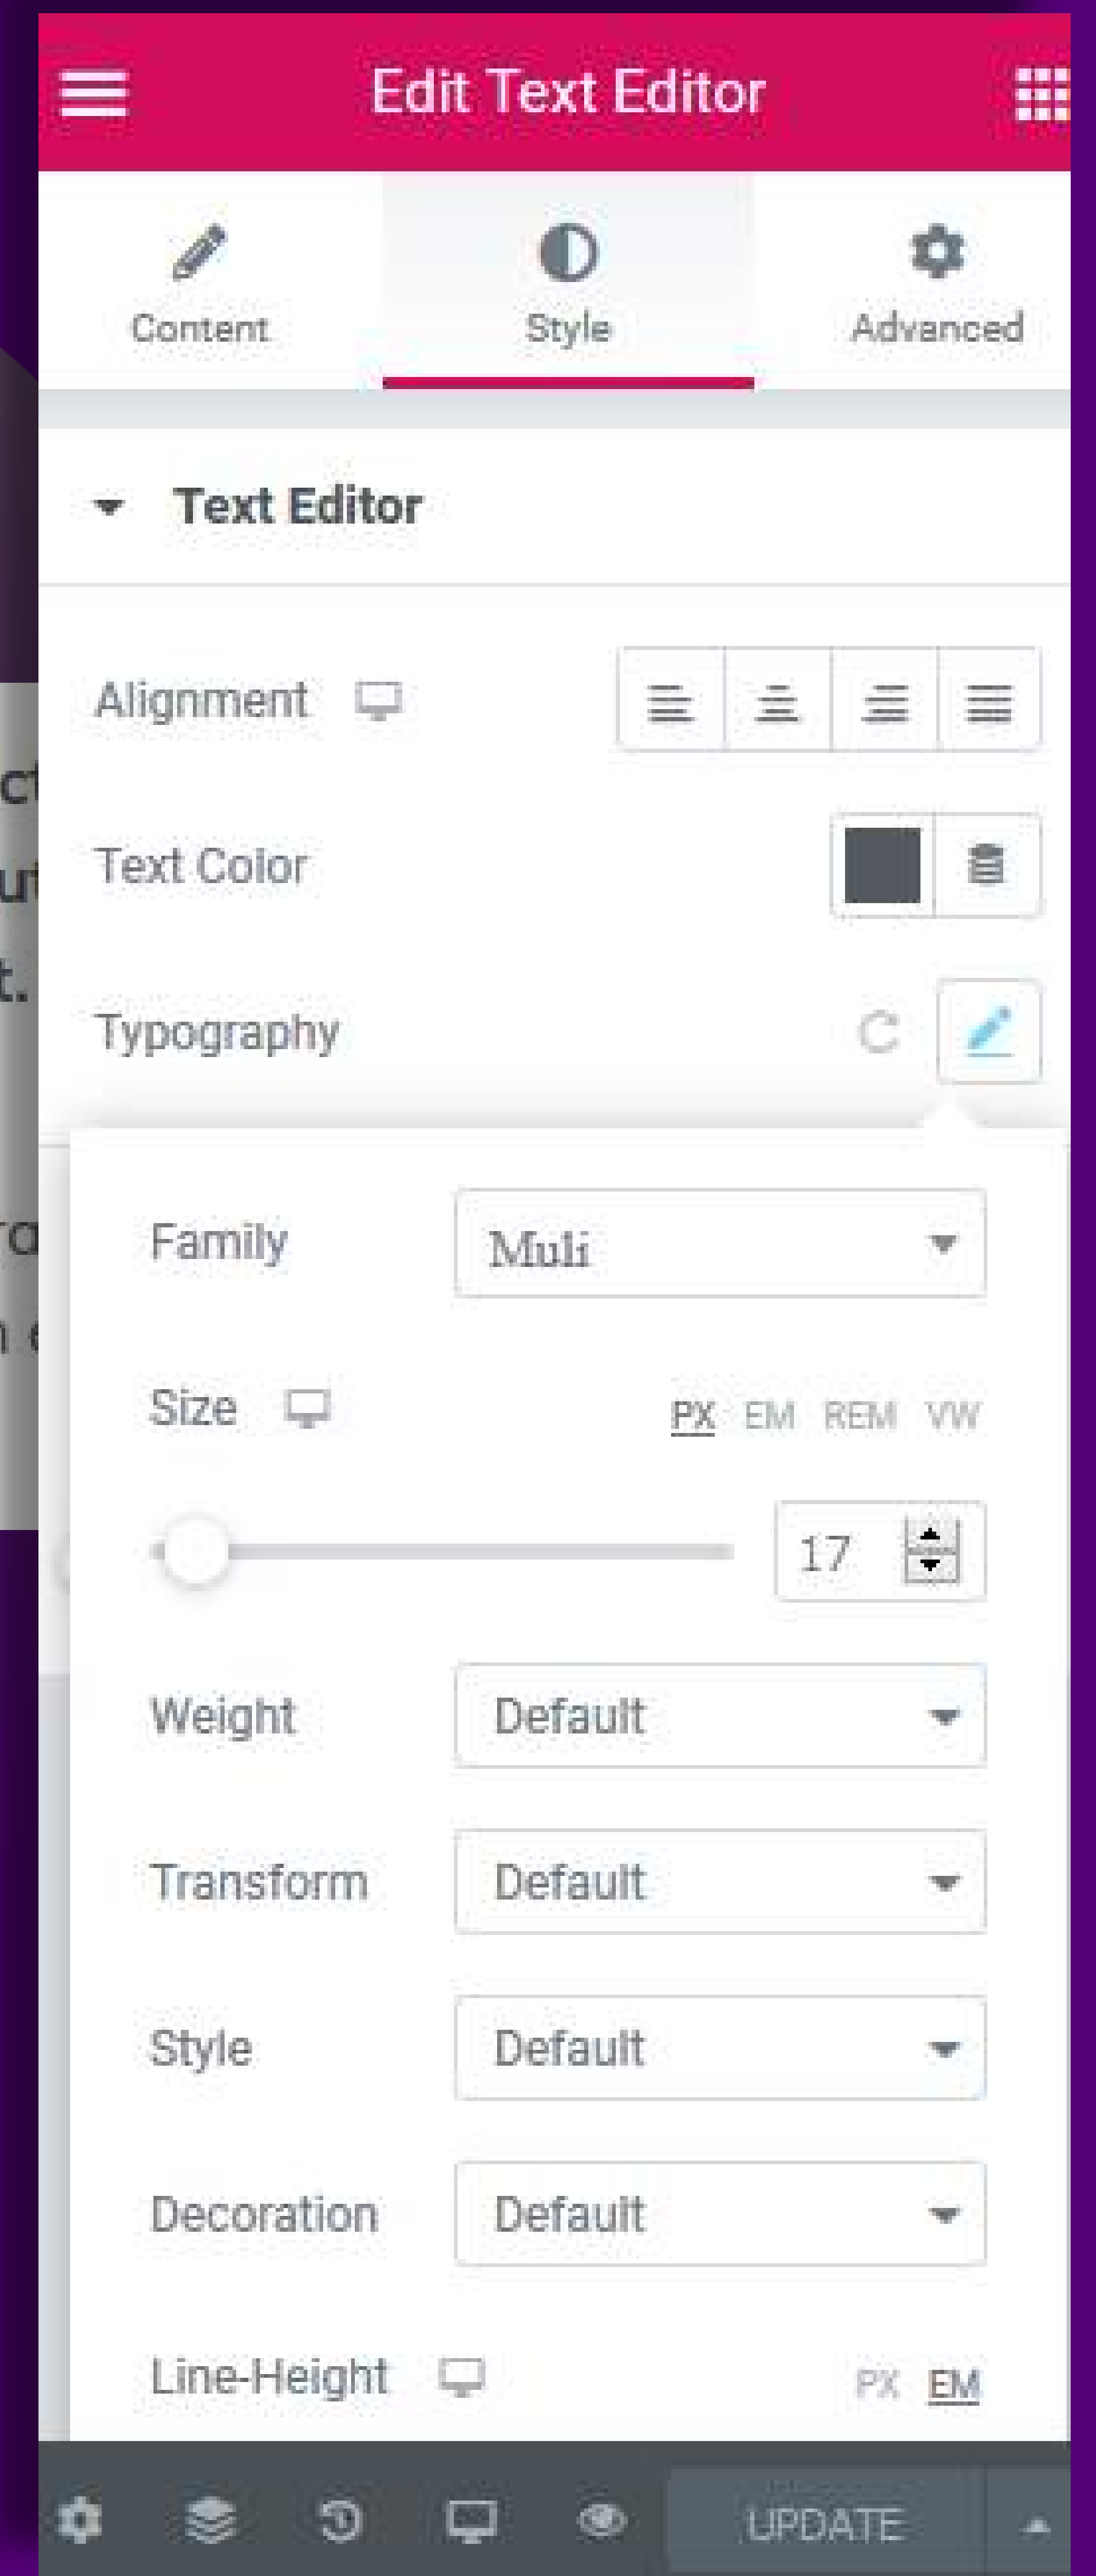 Edit Text Editor
Content Style Advanced
Text Editor
Alignment
Text Color
Typography
Family Muli
Size PX EM REM VW
17
Weight Default
Transform Default
Style Default
Decoration Default
Line-Height PX EM
UPDATE